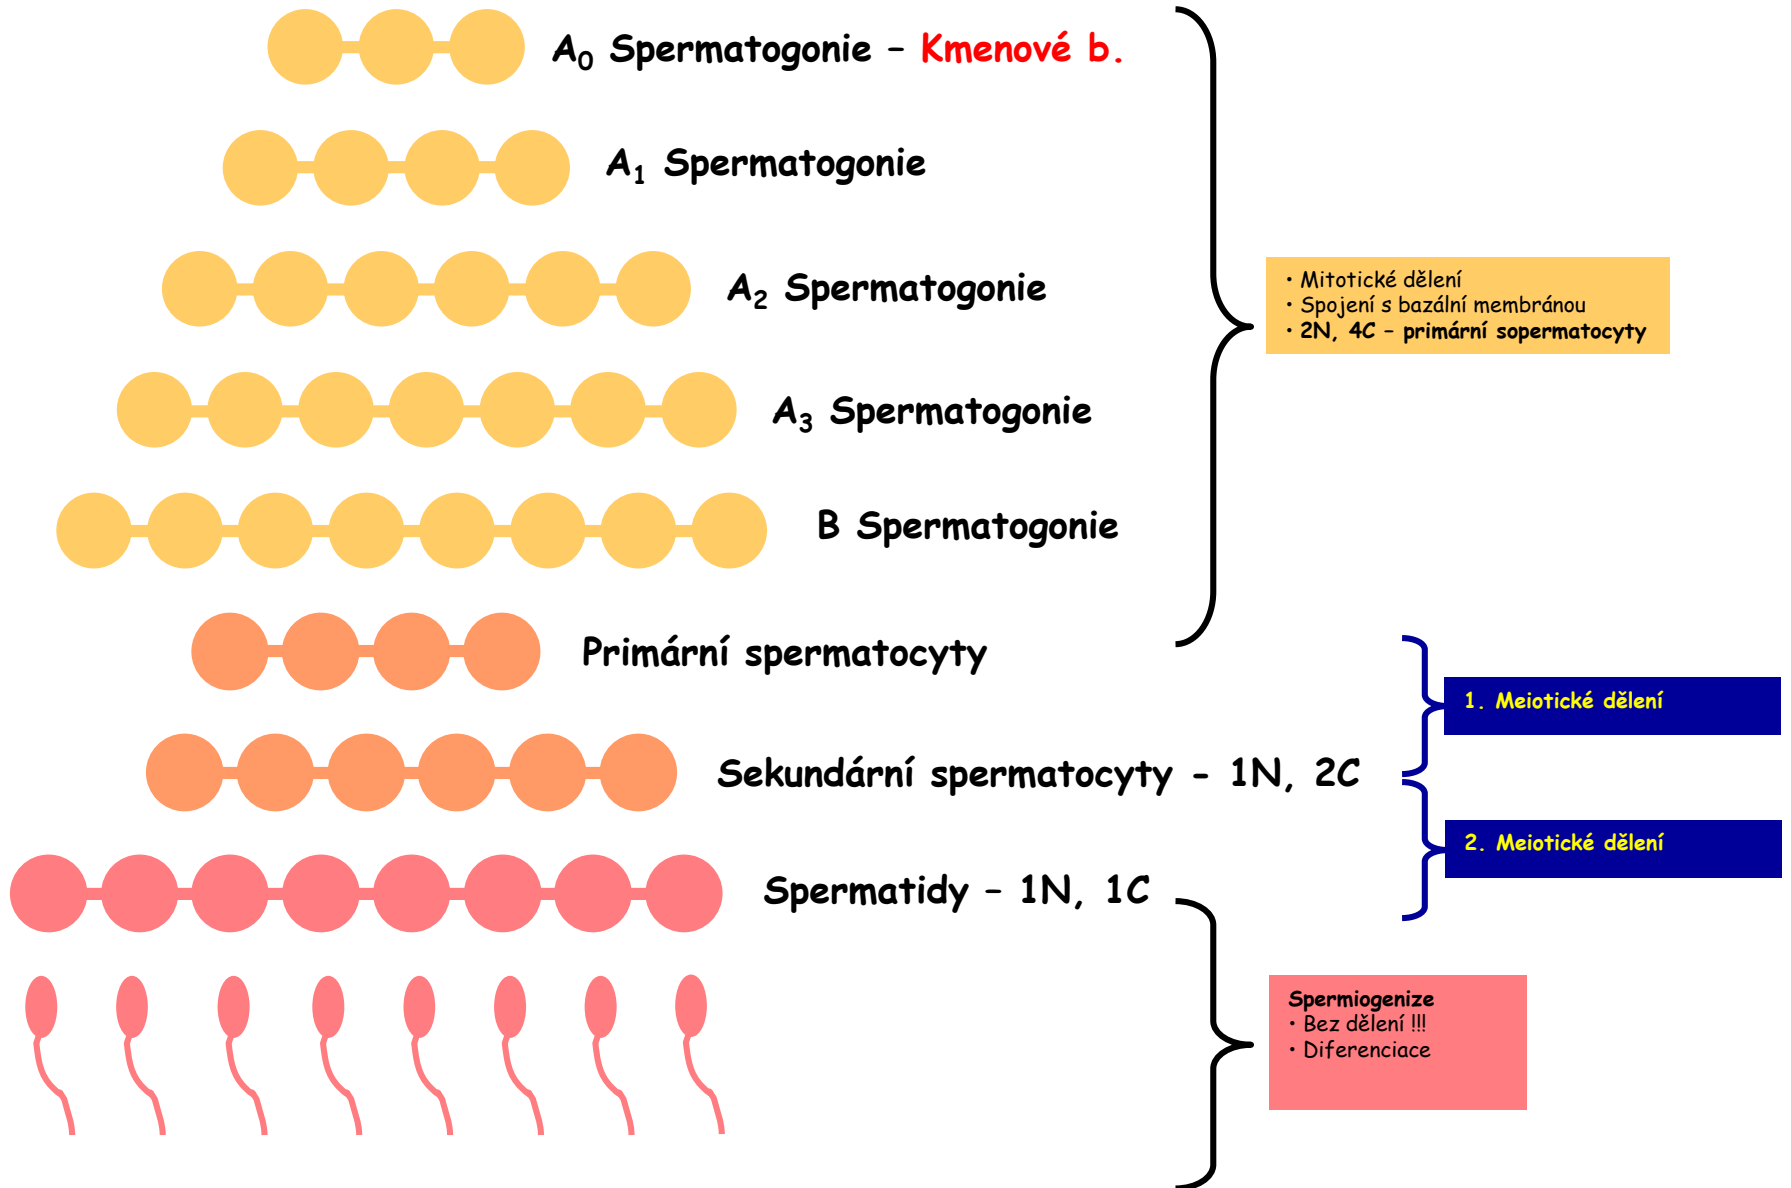 A₀ Spermatogonie – Kmenové b.
A₁ Spermatogonie
A₂ Spermatogonie
• Mitotické dělení
• Spojení s bazální membránou
• 2N, 4C – primární sopermatocyty
A₃ Spermatogonie
B Spermatogonie
Primární spermatocyty
1. Meiotické dělení
Sekundární spermatocyty - 1N, 2C
2. Meiotické dělení
Spermatidy – 1N, 1C
Spermiogenize
• Bez dělení !!!
• Diferenciace